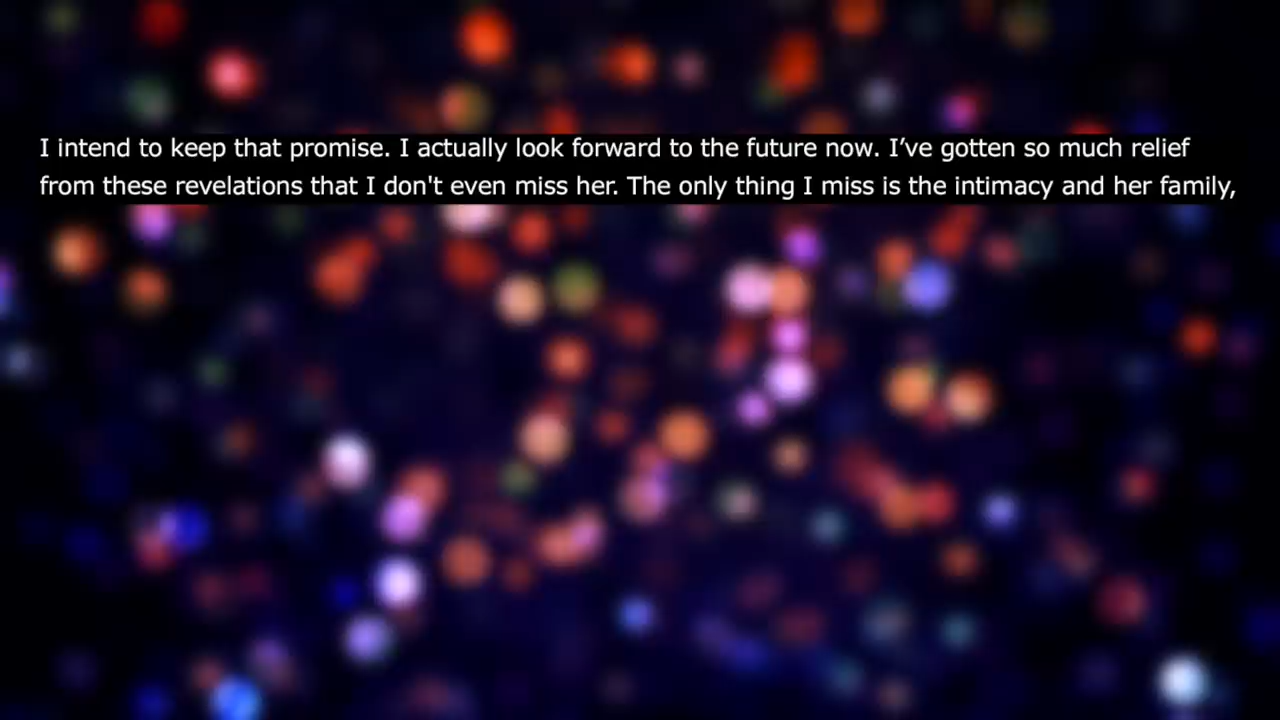 I intend to keep that promise. I actually look forward to the future now. I’ve gotten so much relief
from these revelations that I don't even miss her. The only thing I miss is the intimacy and her family,